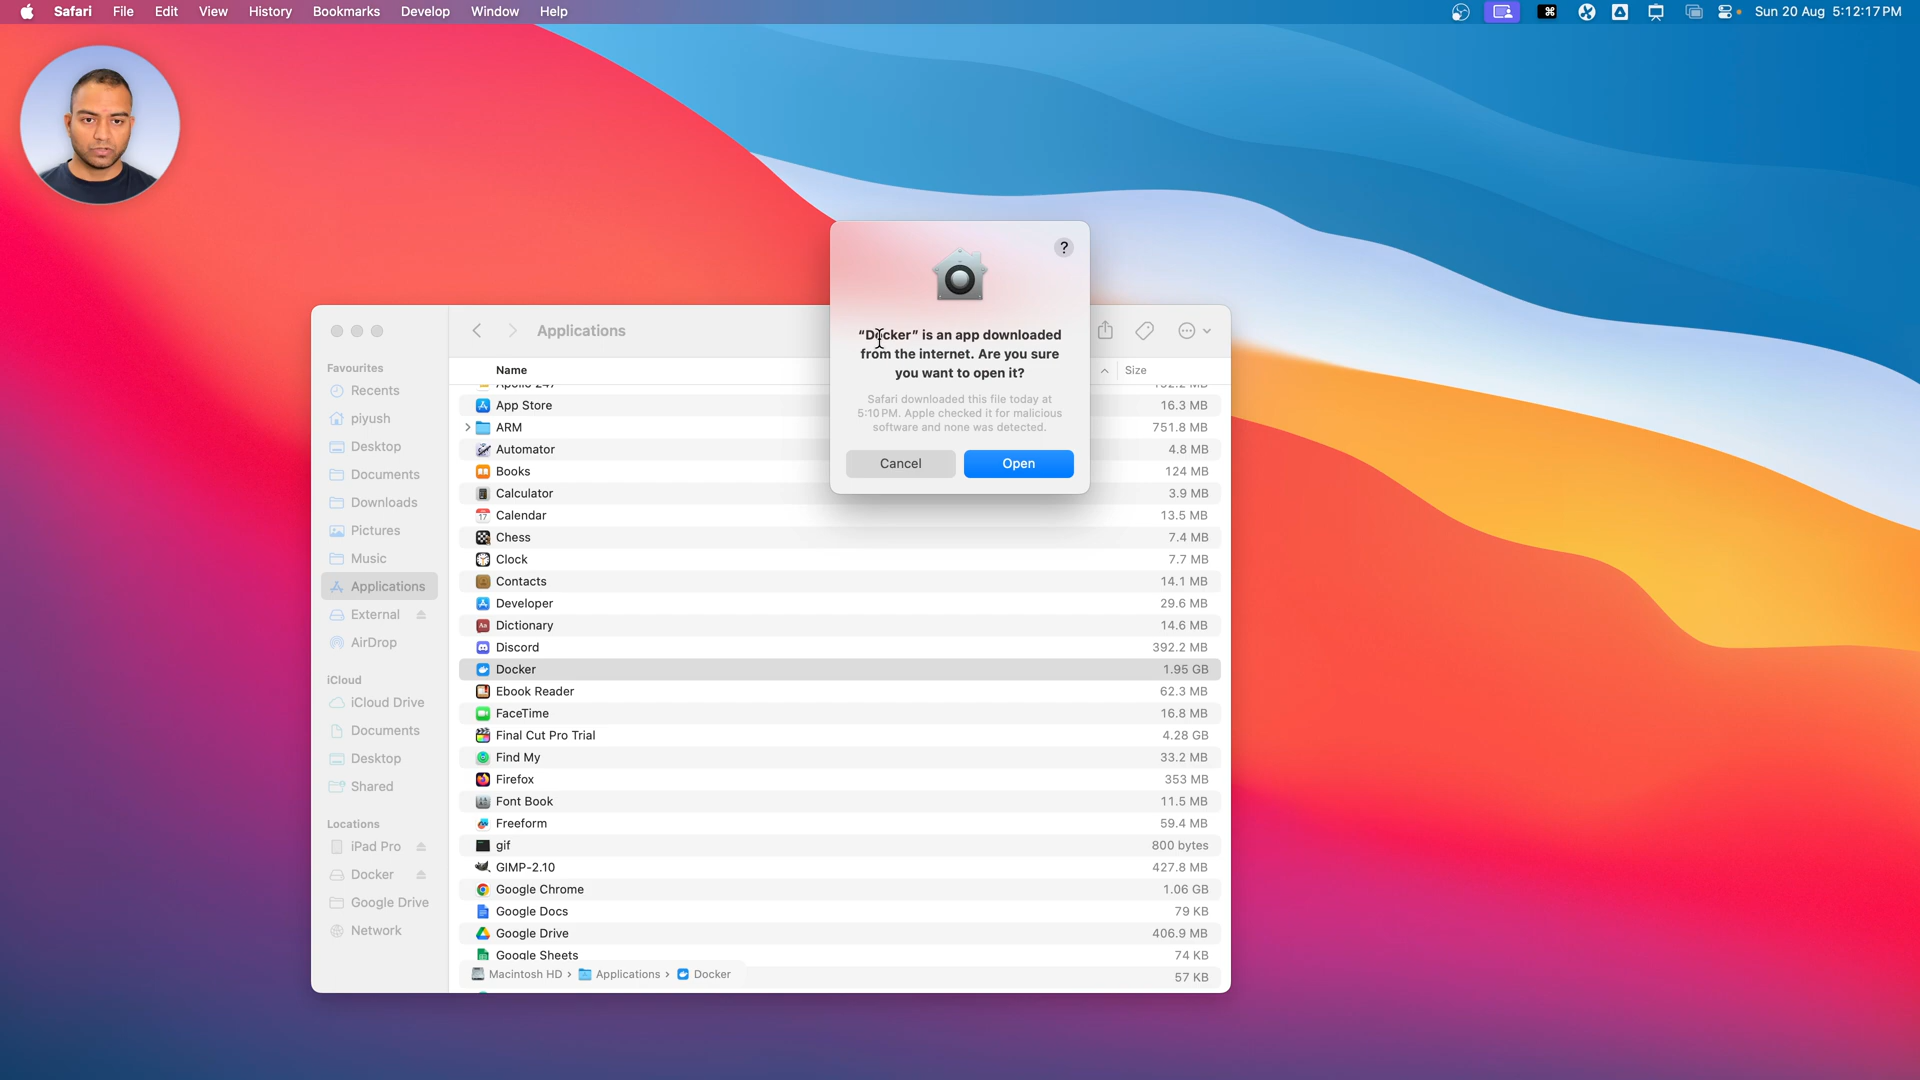 Safari File Edit View History Bookmarks Develop Window Help
Sun 20 Aug 5:12:17 PM
Applications
Favourites
Recents
piyush
Desktop
Documents
Downloads
Pictures
Music
Applications
External
AirDrop
iCloud
iCloud Drive
Documents
Desktop
Shared
Locations
iPad Pro
Docker
Google Drive
Network
Name Size
App Store 16.3 MB
ARM 751.8 MB
Automator 4.8 MB
Books 124 MB
Calculator 3.9 MB
Calendar 13.5 MB
Chess 7.4 MB
Clock 7.7 MB
Contacts 14.1 MB
Developer 29.6 MB
Dictionary 14.6 MB
Discord 392.2 MB
Docker 1.95 GB
Ebook Reader 62.3 MB
FaceTime 16.8 MB
Final Cut Pro Trial 4.28 GB
Find My 33.2 MB
Firefox 353 MB
Font Book 11.5 MB
Freeform 59.4 MB
gif 800 bytes
GIMP-2.10 427.8 MB
Google Chrome 1.06 GB
Google Docs 79 KB
Google Drive 406.9 MB
Google Sheets 74 KB
57 KB
Macintosh HD › Applications › Docker
?
“Docker” is an app downloaded
from the internet. Are you sure
you want to open it?
Safari downloaded this file today at
5:10 PM. Apple checked it for malicious
software and none was detected.
Cancel Open